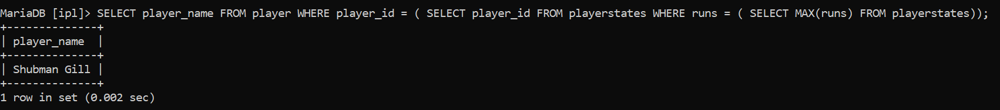 MariaDB [ipl]> SELECT player_name FROM player WHERE player_id = ( SELECT player_id FROM playerstates WHERE runs = ( SELECT MAX(runs) FROM playerstates));
+--------------+
| player_name  |
+--------------+
| Shubman Gill |
+--------------+
1 row in set (0.002 sec)